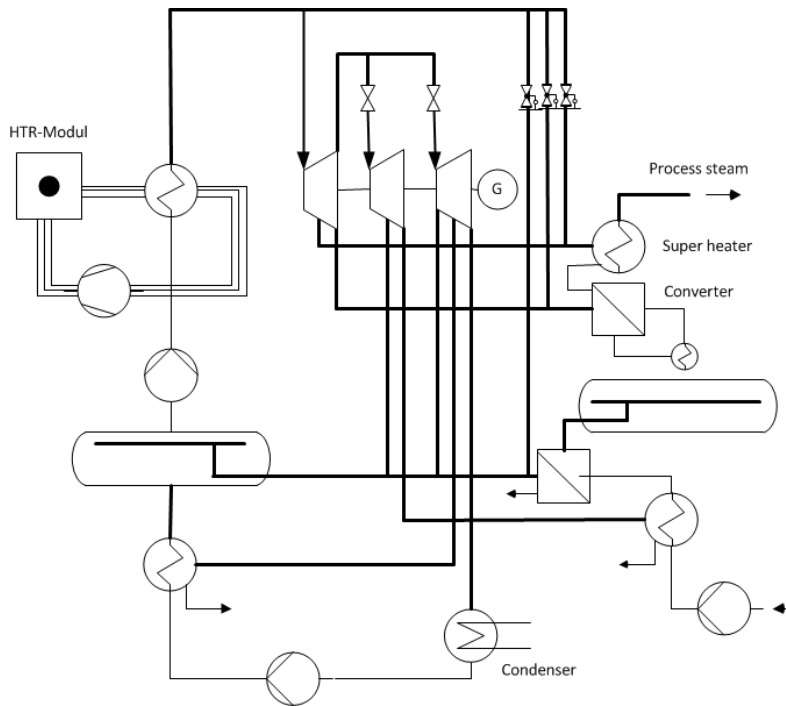 HTR-Modul
Process steam
G
Super heater
Converter
Condenser